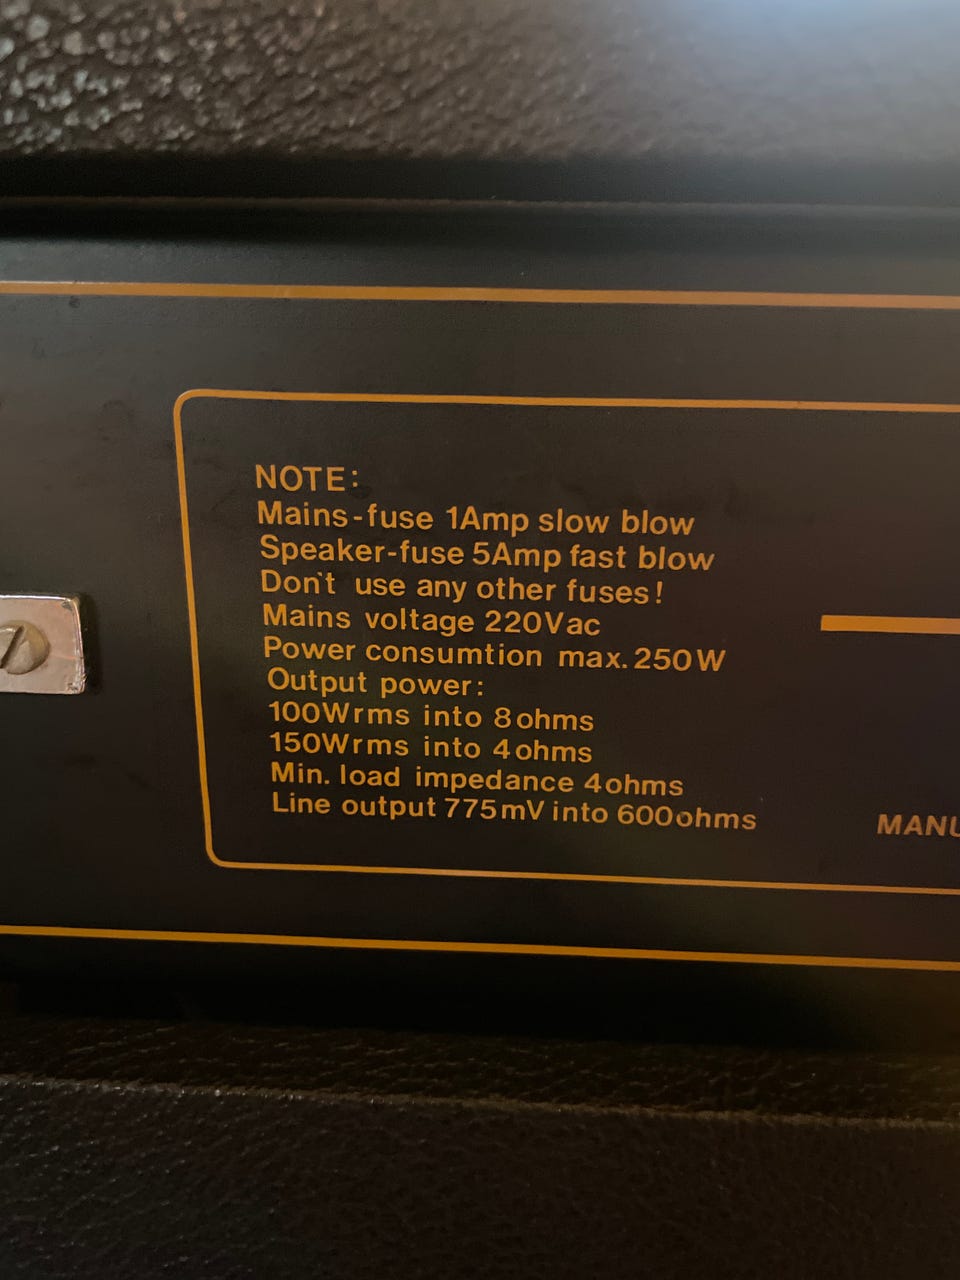 NOTE:
Mains-fuse 1Amp slow blow
Speaker-fuse 5Amp fast blow
Don't use any other fuses!
Mains voltage 220Vac
Power consumtion max. 250W
Output power:
100Wrms into 8ohms
150Wrms into 4ohms
Min. load impedance 4ohms
Line output 775mV into 600ohms